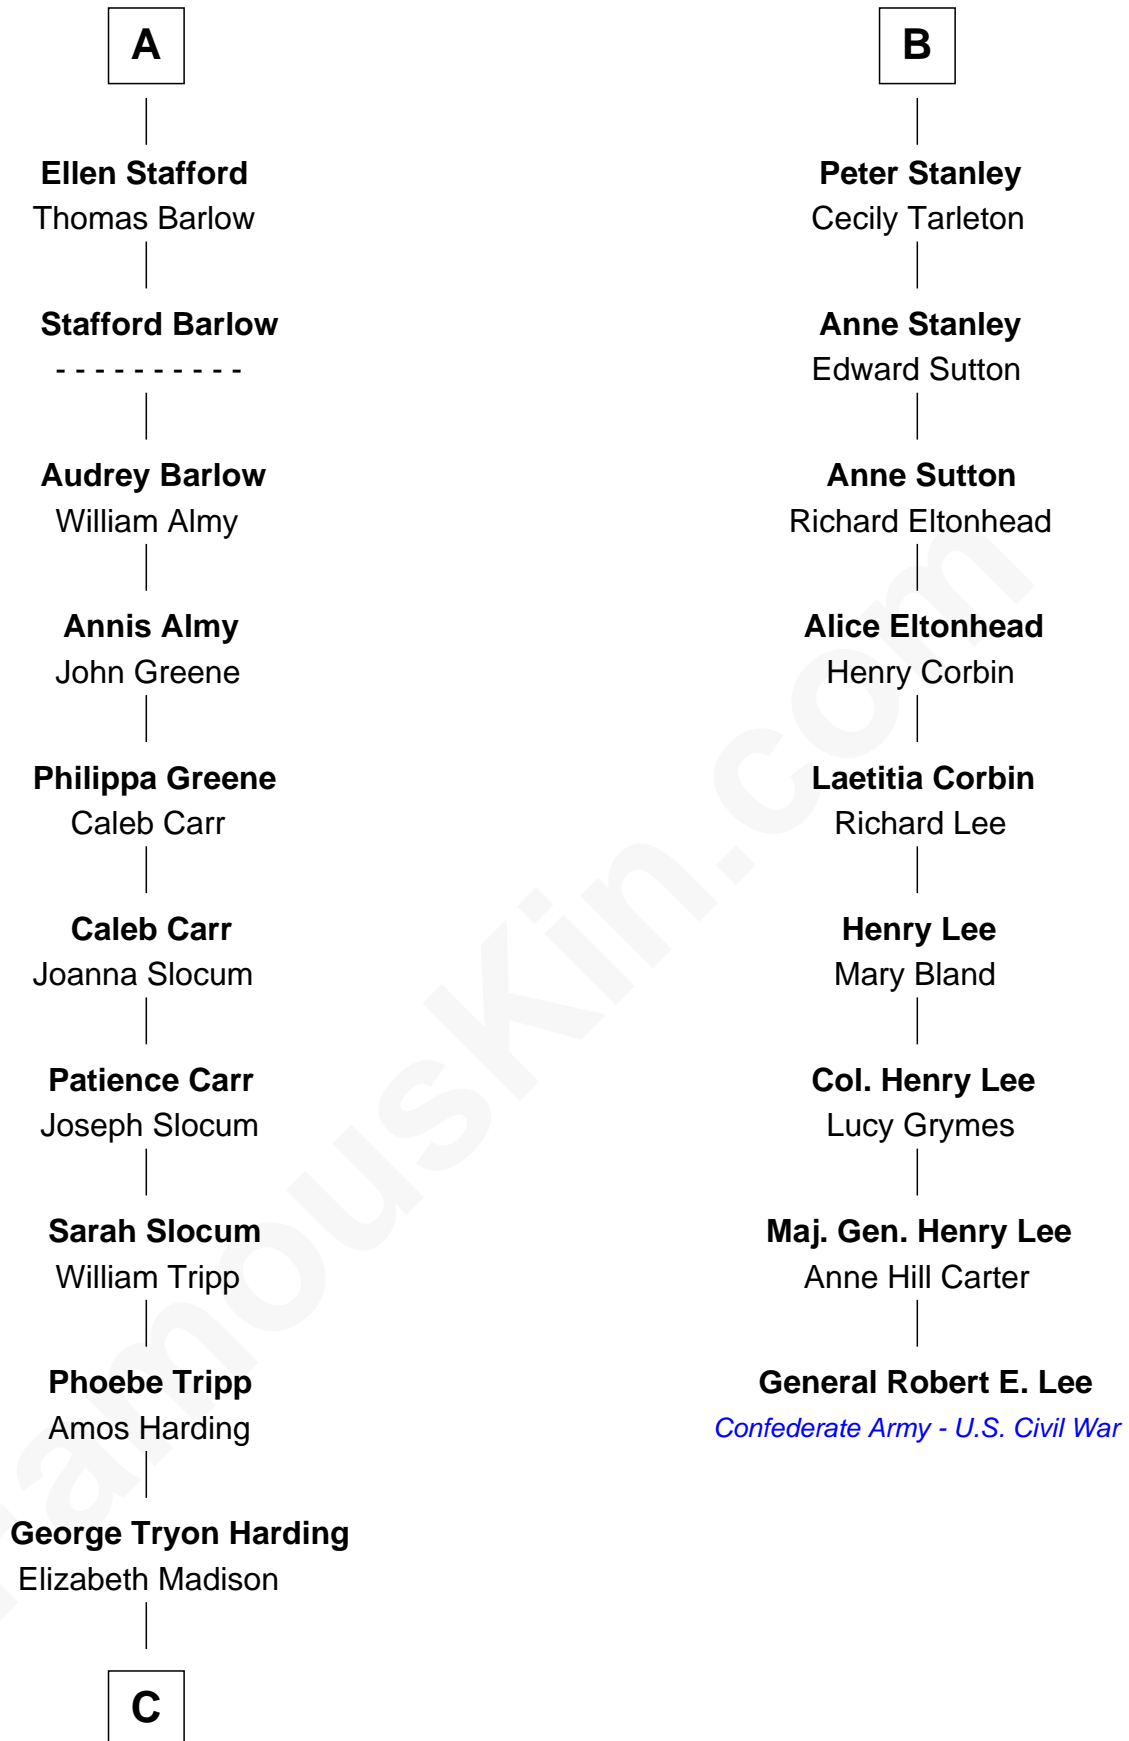 A
Ellen Stafford
Thomas Barlow
Stafford Barlow
- - - - - - - - - -
Audrey Barlow
William Almy
Annis Almy
John Greene
Philippa Greene
Caleb Carr
Caleb Carr
Joanna Slocum
Patience Carr
Joseph Slocum
Sarah Slocum
William Tripp
Phoebe Tripp
Amos Harding
George Tryon Harding
Elizabeth Madison
C
B
Peter Stanley
Cecily Tarleton
Anne Stanley
Edward Sutton
Anne Sutton
Richard Eltonhead
Alice Eltonhead
Henry Corbin
Laetitia Corbin
Richard Lee
Henry Lee
Mary Bland
Col. Henry Lee
Lucy Grymes
Maj. Gen. Henry Lee
Anne Hill Carter
General Robert E. Lee
Confederate Army - U.S. Civil War
FamousKin.com